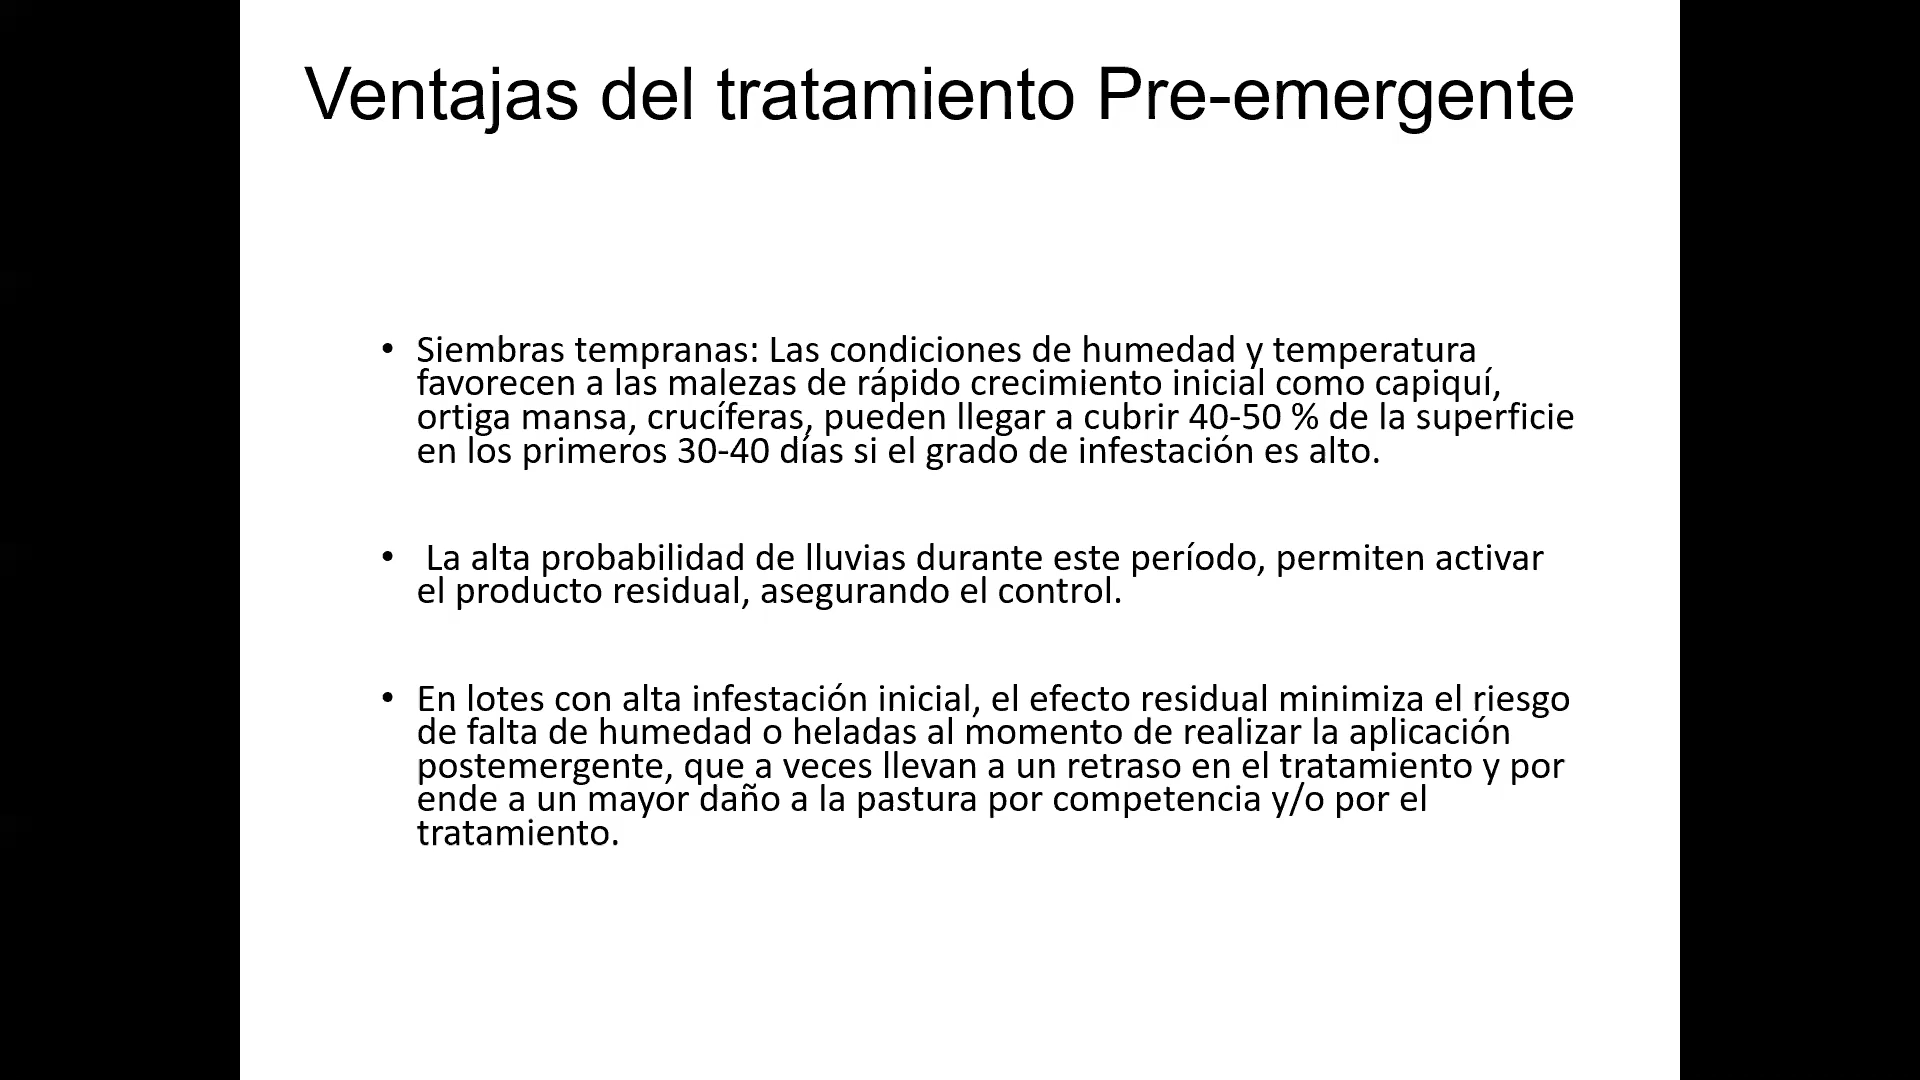 Ventajas del tratamiento Pre-emergente
• Siembras tempranas: Las condiciones de humedad y temperatura
favorecen a las malezas de rápido crecimiento inicial como capiquí,
ortiga mansa, crucíferas, pueden llegar a cubrir 40-50 % de la superficie
en los primeros 30-40 días si el grado de infestación es alto.
• La alta probabilidad de lluvias durante este período, permiten activar
el producto residual, asegurando el control.
• En lotes con alta infestación inicial, el efecto residual minimiza el riesgo
de falta de humedad o heladas al momento de realizar la aplicación
postemergente, que a veces llevan a un retraso en el tratamiento y por
ende a un mayor daño a la pastura por competencia y/o por el
tratamiento.